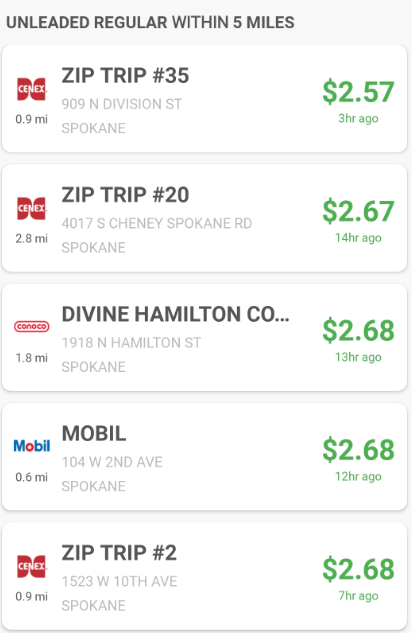 UNLEADED REGULAR WITHIN 5 MILES
CENEX
ZIP TRIP #35
909 N DIVISION ST
SPOKANE
0.9 mi
$2.57
3hr ago
CENEX
ZIP TRIP #20
4017 S CHENEY SPOKANE RD
SPOKANE
2.8 mi
$2.67
14hr ago
conoco
DIVINE HAMILTON CO...
1918 N HAMILTON ST
SPOKANE
1.8 mi
$2.68
13hr ago
Mobil
MOBIL
104 W 2ND AVE
SPOKANE
0.6 mi
$2.68
12hr ago
CENEX
ZIP TRIP #2
1523 W 10TH AVE
SPOKANE
0.9 mi
$2.68
7hr ago